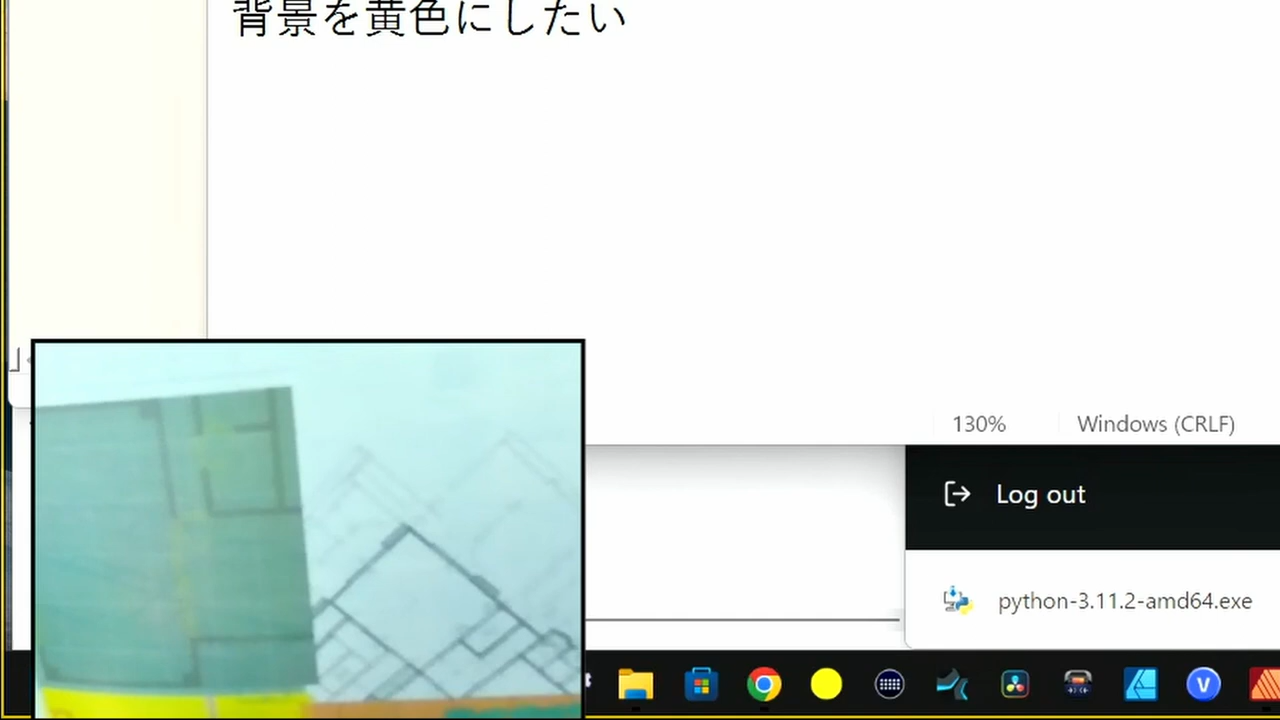 背景を黄色にしたい
130%
Windows (CRLF)
Log out
python-3.11.2-amd64.exe
V